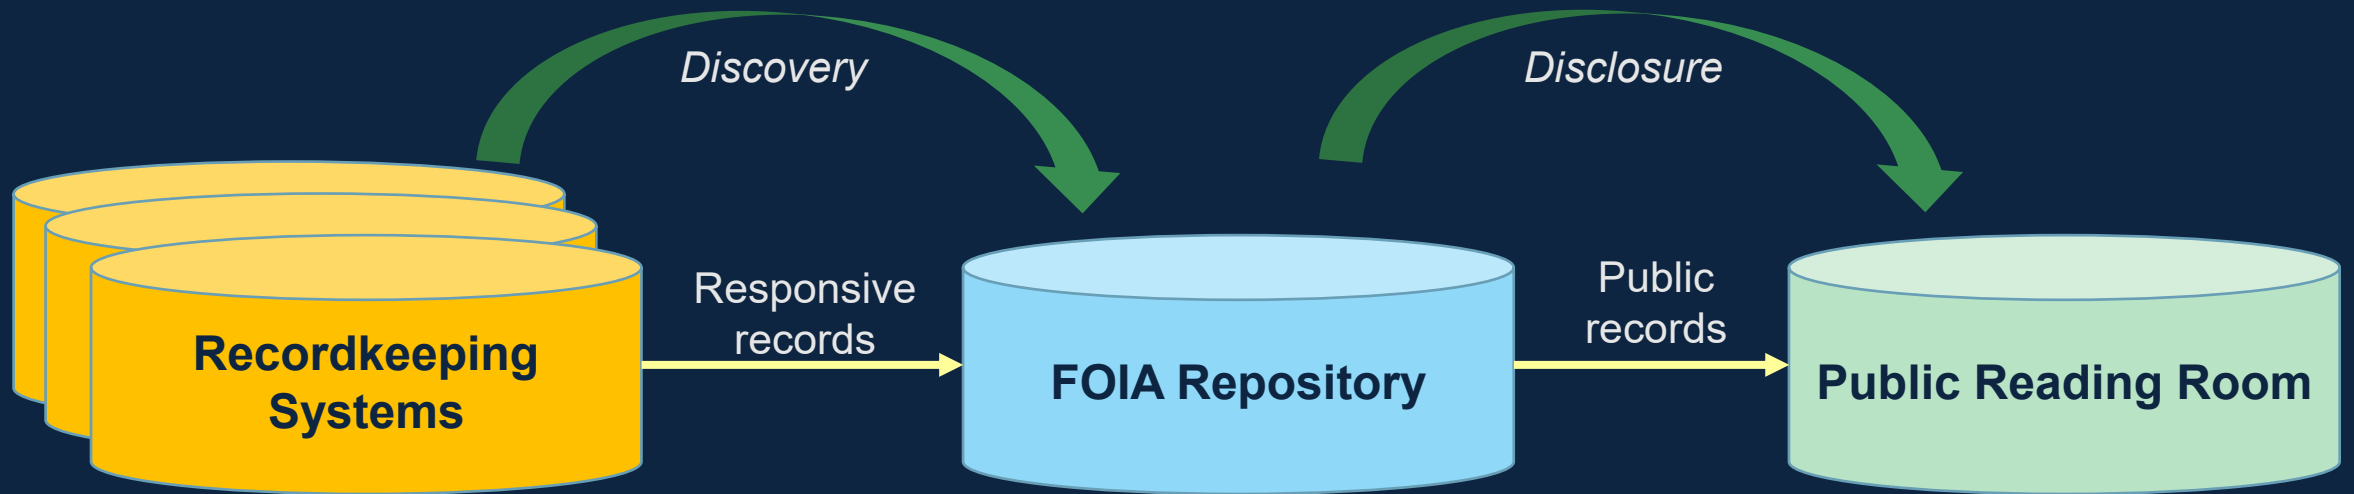 Discovery
Disclosure
Recordkeeping
Systems
Responsive
records
FOIA Repository
Public
records
Public Reading Room